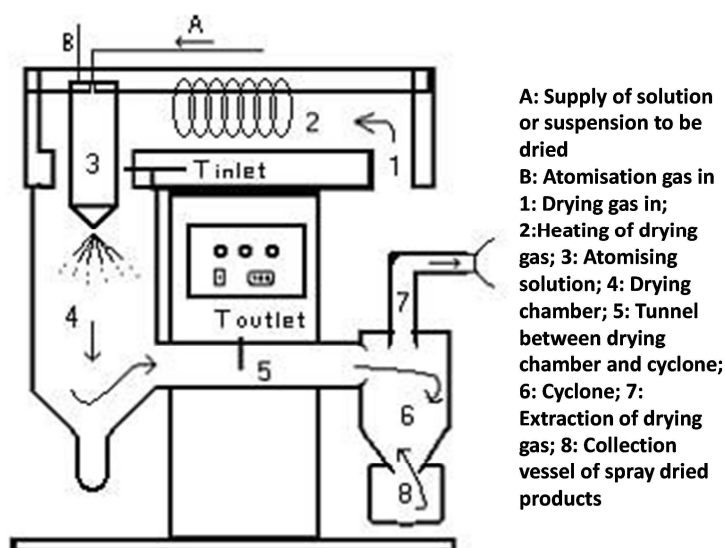 A
B
2
3
1
T inlet
4
T outlet
7
5
6
8
A: Supply of solution
or suspension to be
dried
B: Atomisation gas in
1: Drying gas in;
2:Heating of drying
gas; 3: Atomising
solution; 4: Drying
chamber; 5: Tunnel
between drying
chamber and cyclone;
6: Cyclone; 7:
Extraction of drying
gas; 8: Collection
vessel of spray dried
products